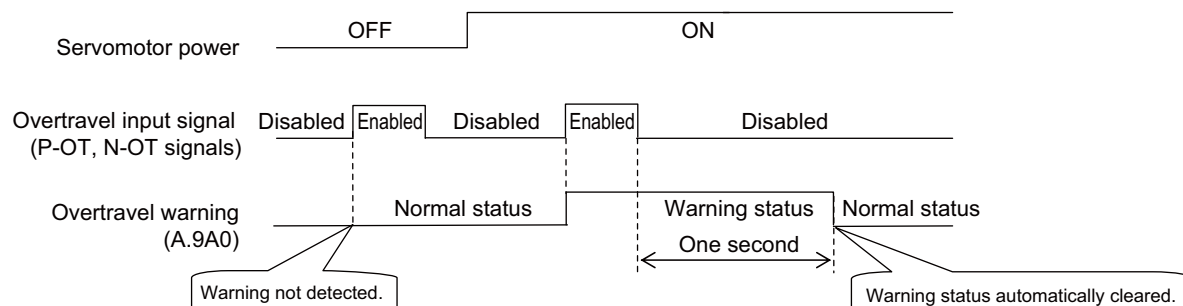 OFF
ON
Servomotor power
Overtravel input signal
(P-OT, N-OT signals)
Disabled
Enabled
Disabled
Enabled
Disabled
Overtravel warning
(A.9A0)
Normal status
Warning status
Normal status
One second
Warning not detected.
Warning status automatically cleared.